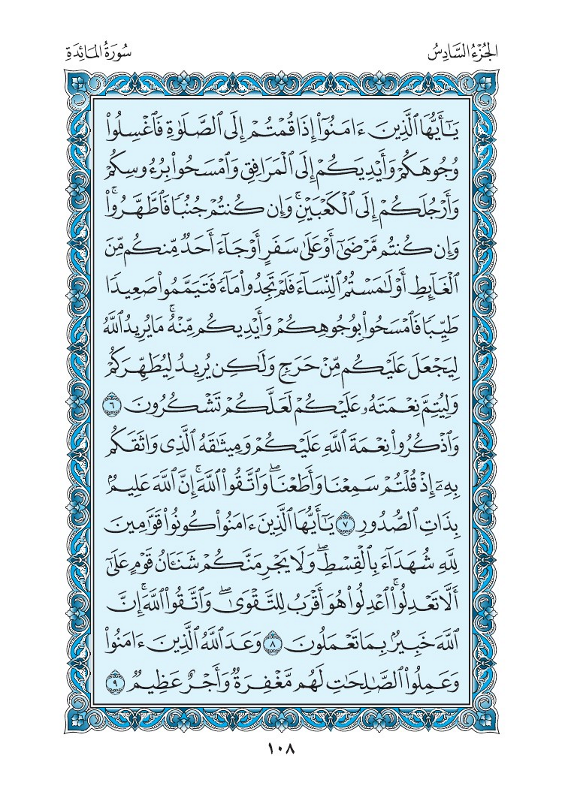 الجُزْءُ السَّادِسُ
سُورَةُ المَائِدَةِ
يَـٰٓأَيُّهَا ٱلَّذِينَ ءَامَنُوٓا۟ إِذَا قُمْتُمْ إِلَى ٱلصَّلَوٰةِ فَٱغْسِلُوا۟
وُجُوهَكُمْ وَأَيْدِيَكُمْ إِلَى ٱلْمَرَافِقِ وَٱمْسَحُوا۟ بِرُءُوسِكُمْ
وَأَرْجُلَكُمْ إِلَى ٱلْكَعْبَيْنِ ۚ وَإِن كُنتُمْ جُنُبًا فَٱطَّهَّرُوا۟ ۚ
وَإِن كُنتُم مَّرْضَىٰٓ أَوْ عَلَىٰ سَفَرٍ أَوْ جَآءَ أَحَدٌ مِّنكُم مِّنَ
ٱلْغَآئِطِ أَوْ لَـٰمَسْتُمُ ٱلنِّسَآءَ فَلَمْ تَجِدُوا۟ مَآءً فَتَيَمَّمُوا۟ صَعِيدًا
طَيِّبًا فَٱمْسَحُوا۟ بِوُجُوهِكُمْ وَأَيْدِيكُم مِّنْهُ ۚ مَا يُرِيدُ ٱللَّهُ
لِيَجْعَلَ عَلَيْكُم مِّنْ حَرَجٍ وَلَـٰكِن يُرِيدُ لِيُطَهِّرَكُمْ
وَلِيُتِمَّ نِعْمَتَهُۥ عَلَيْكُمْ لَعَلَّكُمْ تَشْكُرُونَ ٦
وَٱذْكُرُوا۟ نِعْمَةَ ٱللَّهِ عَلَيْكُمْ وَمِيثَـٰقَهُ ٱلَّذِى وَاثَقَكُم
بِهِۦٓ إِذْ قُلْتُمْ سَمِعْنَا وَأَطَعْنَا ۖ وَٱتَّقُوا۟ ٱللَّهَ ۚ إِنَّ ٱللَّهَ عَلِيمٌۢ
بِذَاتِ ٱلصُّدُورِ ٧ يَـٰٓأَيُّهَا ٱلَّذِينَ ءَامَنُوا۟ كُونُوا۟ قَوَّٰمِينَ
لِلَّهِ شُهَدَآءَ بِٱلْقِسْطِ ۖ وَلَا يَجْرِمَنَّكُمْ شَنَـَٔانُ قَوْمٍ عَلَىٰٓ
أَلَّا تَعْدِلُوا۟ ۚ ٱعْدِلُوا۟ هُوَ أَقْرَبُ لِلتَّقْوَىٰ ۖ وَٱتَّقُوا۟ ٱللَّهَ ۚ إِنَّ
ٱللَّهَ خَبِيرٌۢ بِمَا تَعْمَلُونَ ٨ وَعَدَ ٱللَّهُ ٱلَّذِينَ ءَامَنُوا۟
وَعَمِلُوا۟ ٱلصَّـٰلِحَـٰتِ ۙ لَهُم مَّغْفِرَةٌ وَأَجْرٌ عَظِيمٌ ٩
١٠٨